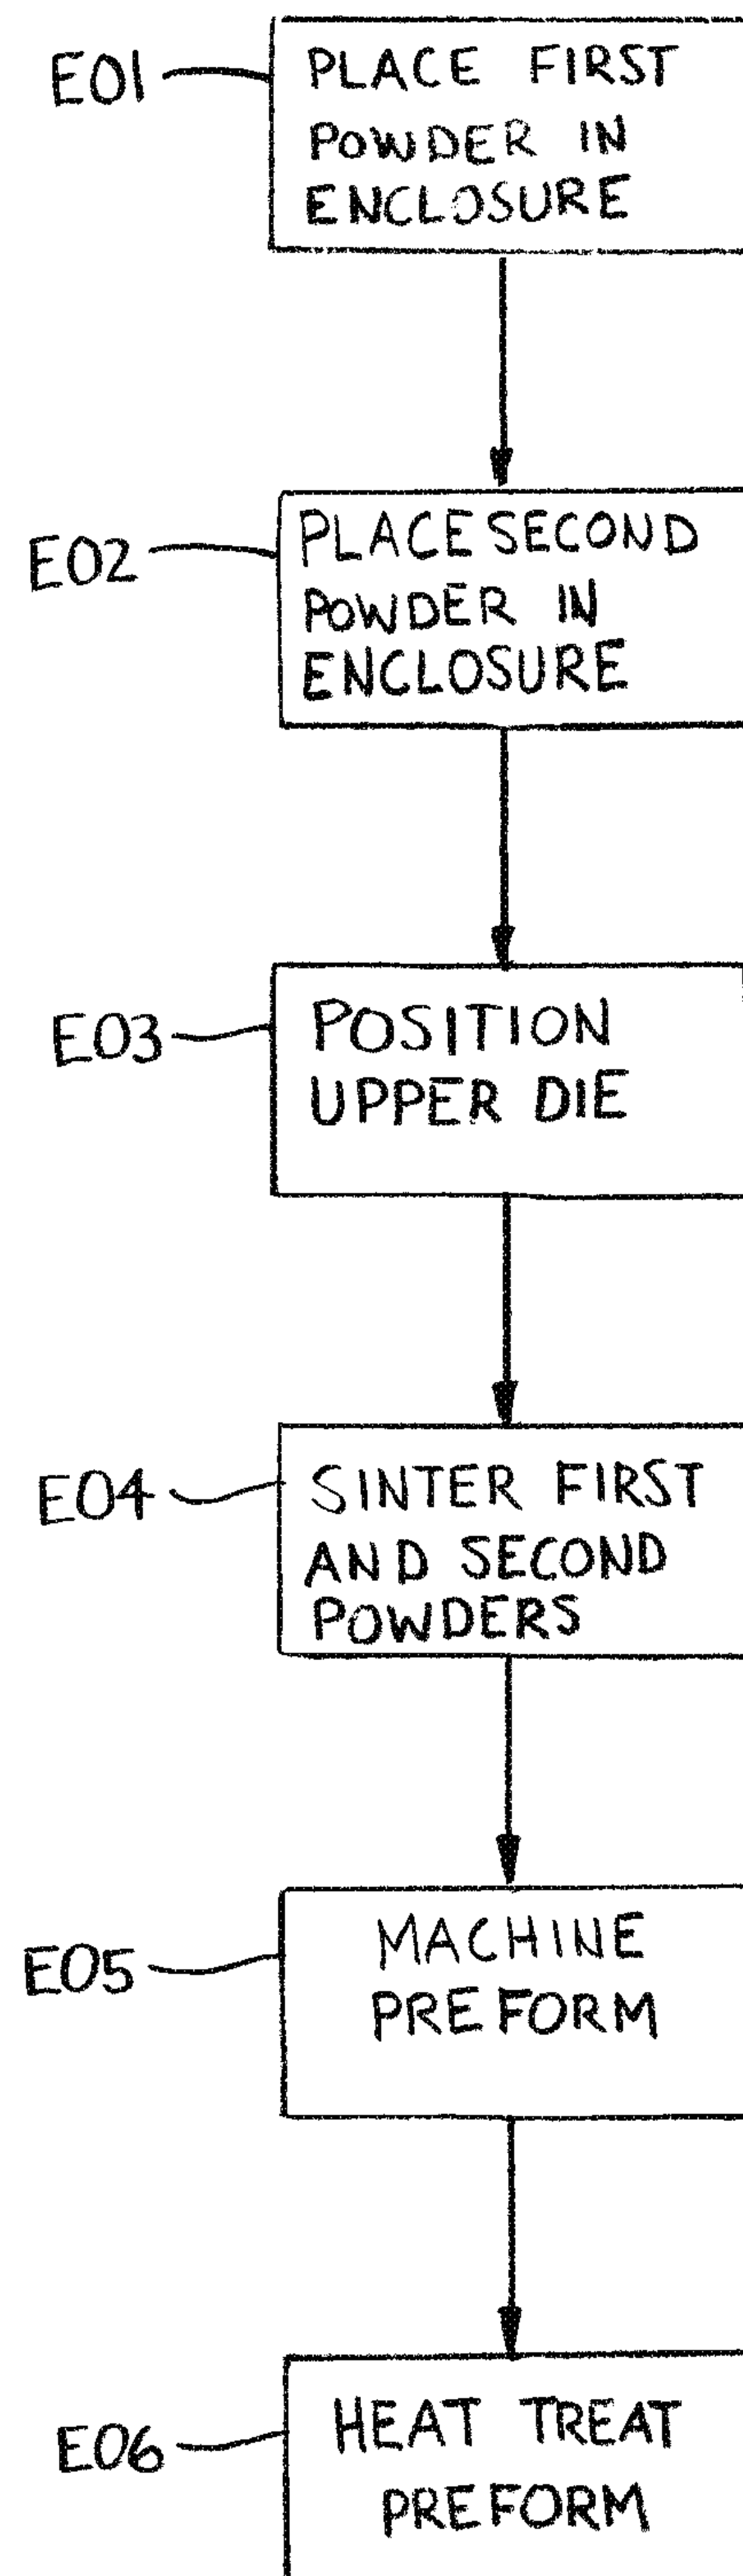 E01
PLACE FIRST
POWDER IN
ENCLOSURE
E02
PLACE SECOND
POWDER IN
ENCLOSURE
E03
POSITION
UPPER DIE
E04
SINTER FIRST
AND SECOND
POWDERS
E05
MACHINE
PREFORM
E06
HEAT TREAT
PREFORM